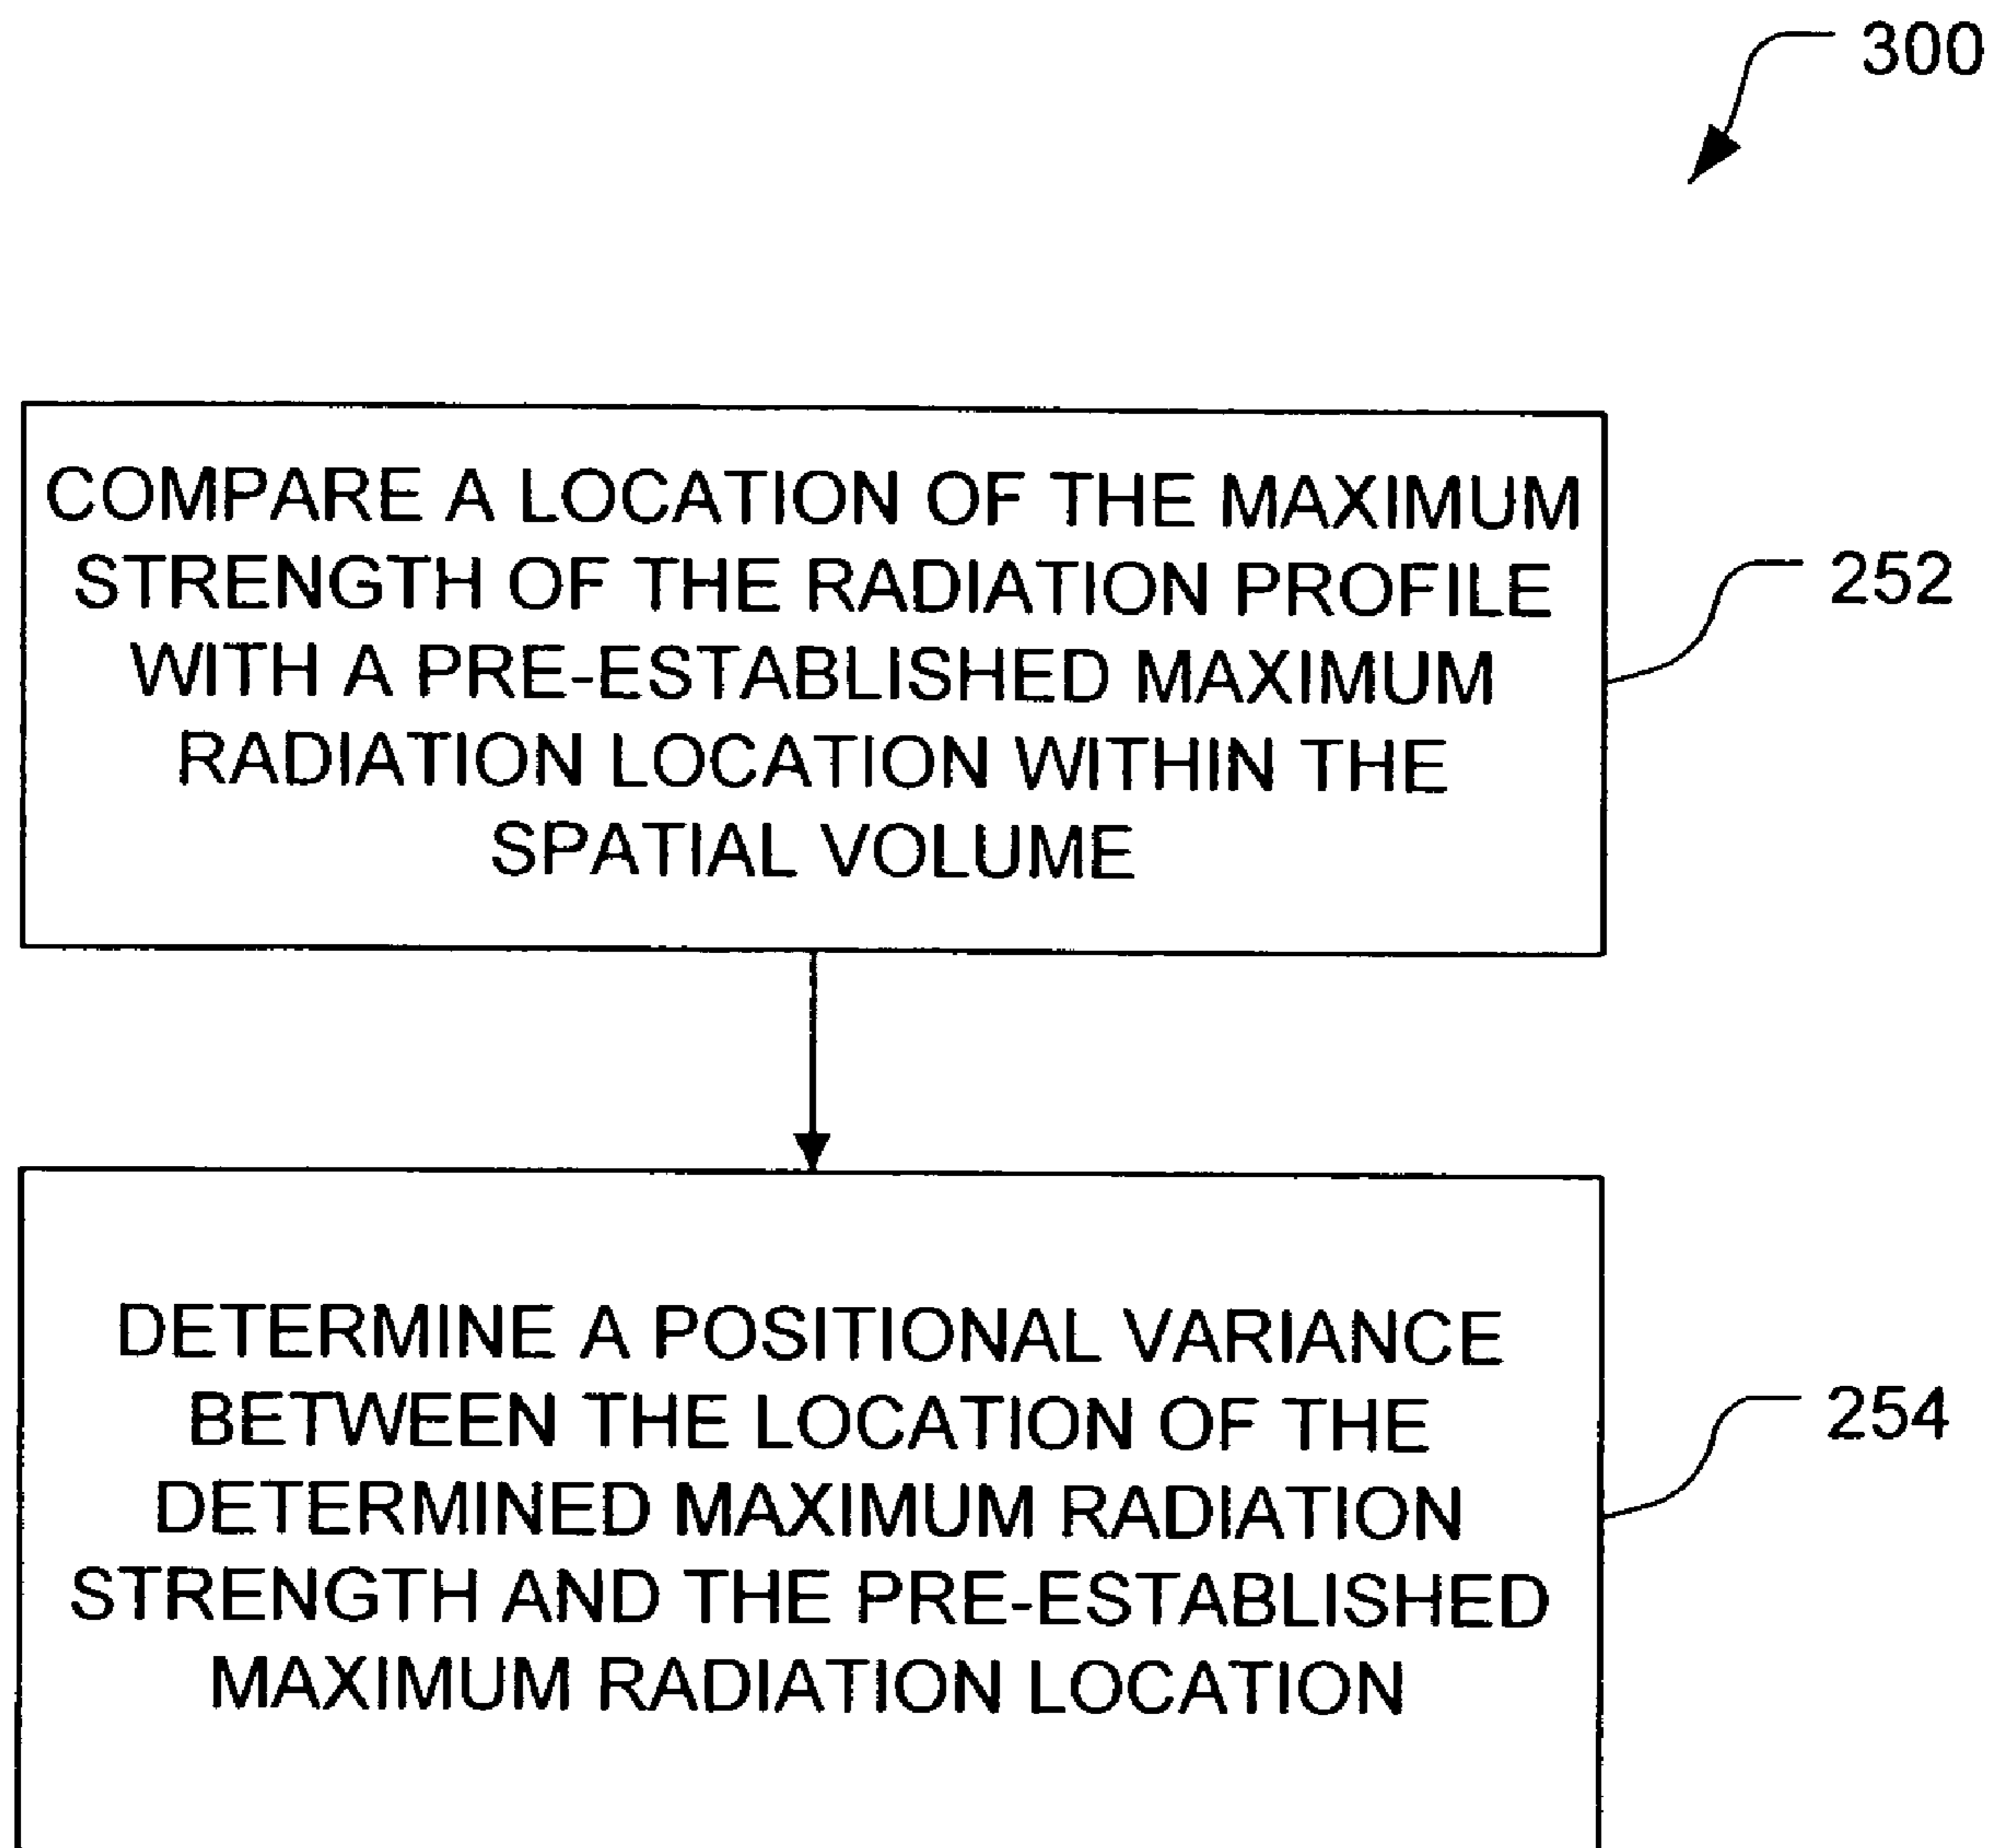 300
COMPARE A LOCATION OF THE MAXIMUM
STRENGTH OF THE RADIATION PROFILE
WITH A PRE-ESTABLISHED MAXIMUM
RADIATION LOCATION WITHIN THE
SPATIAL VOLUME
252
DETERMINE A POSITIONAL VARIANCE
BETWEEN THE LOCATION OF THE
DETERMINED MAXIMUM RADIATION
STRENGTH AND THE PRE-ESTABLISHED
MAXIMUM RADIATION LOCATION
254